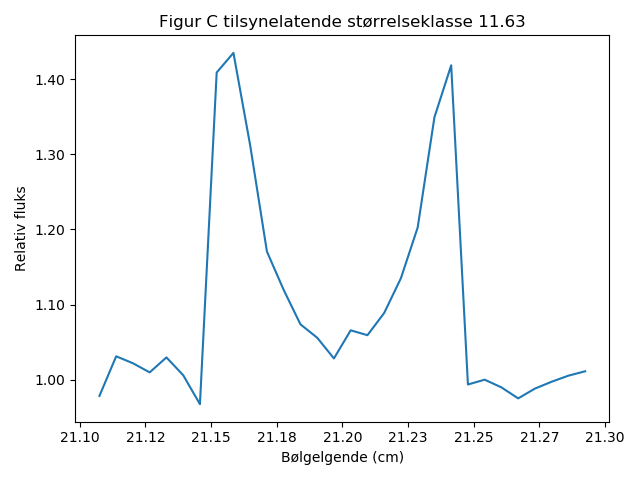 Figur C tilsynelatende størrelseklasse 11.63
Relativ fluks
1.40
1.30
1.20
1.10
1.00
21.10 21.12 21.15 21.18 21.20 21.23 21.25 21.27 21.30
Bølgelgende (cm)